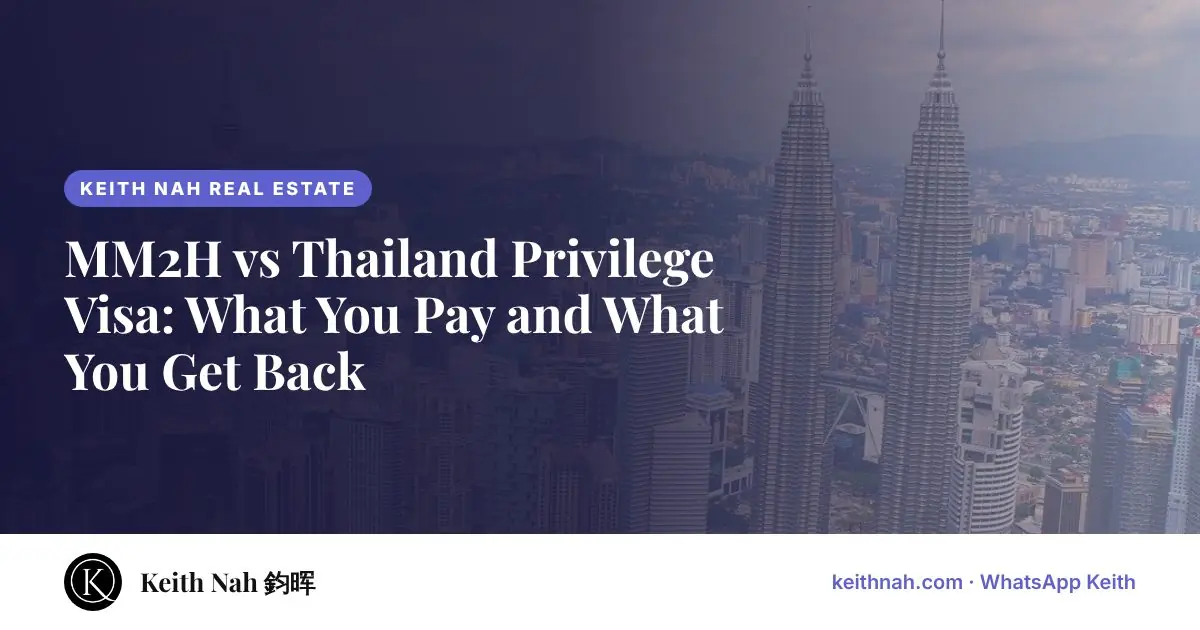 KEITH NAH REAL ESTATE
MM2H vs Thailand Privilege
Visa: What You Pay and What
You Get Back
K
Keith Nah 鈞晖
keithnah.com · WhatsApp Keith